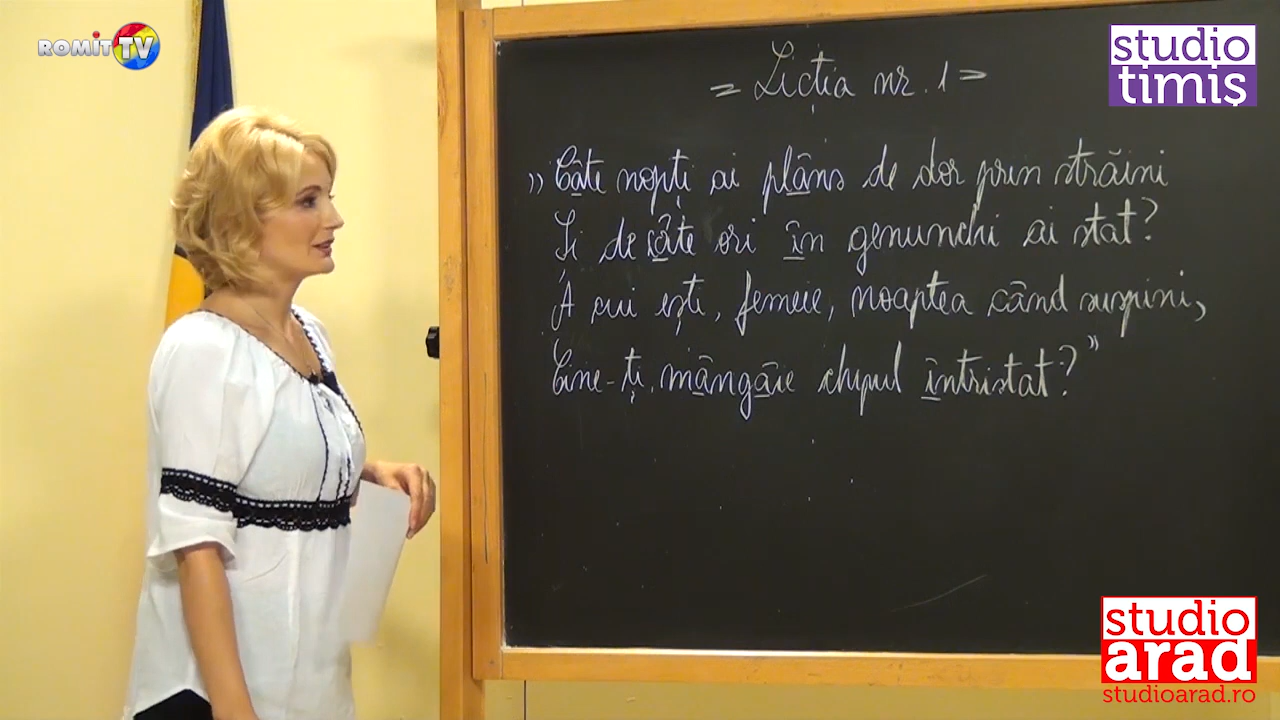 ROMIT TV
studio
timiș
= Licția nr. 1 =
,, Câte nopți ai plâns de dor prin străini
Și de câte ori în genunchi ai stat?
A cui ești, femeie, noaptea când suspini,
Cine-ți mângâie chipul întristat?"
studio
arad
studioarad.ro